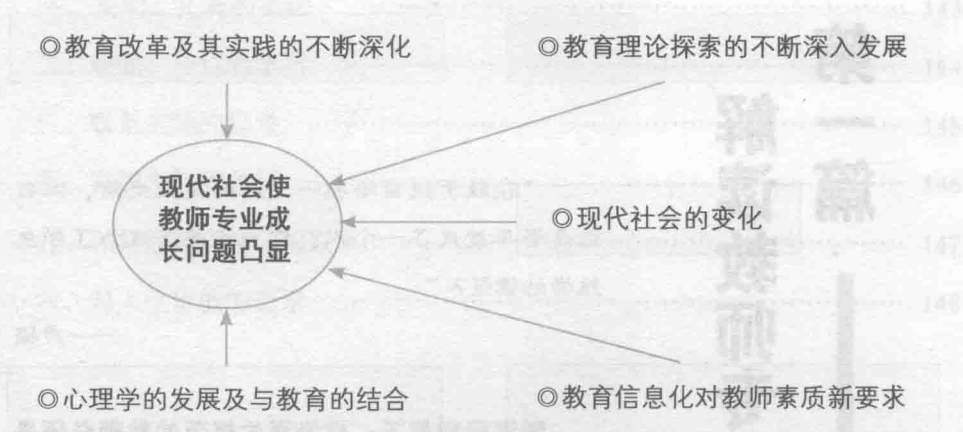 ◎教育改革及其实践的不断深化
◎教育理论探索的不断深入发展
现代社会使
教师专业成
长问题凸显
◎现代社会的变化
◎心理学的发展及与教育的结合
◎教育信息化对教师素质新要求